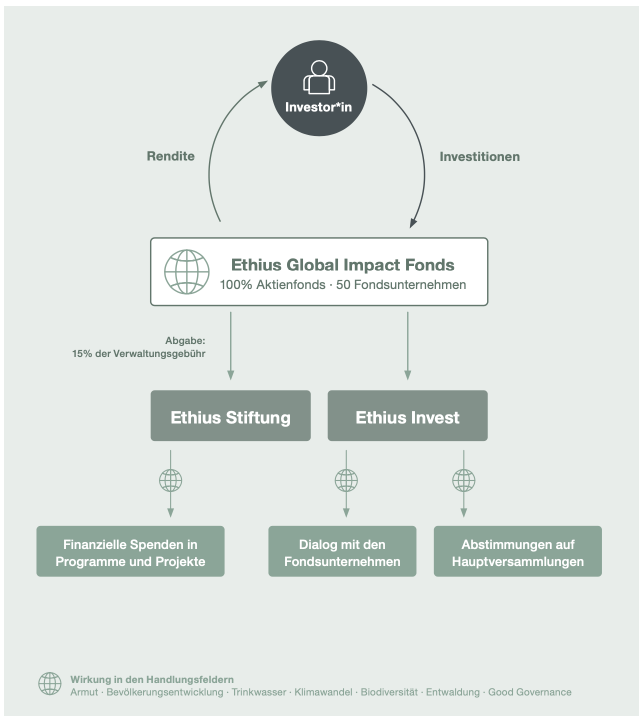 Investor*in
Rendite
Investitionen
Ethius Global Impact Fonds
100% Aktienfonds · 50 Fondsunternehmen
Abgabe:
15% der Verwaltungsgebühr
Ethius Stiftung
Ethius Invest
Finanzielle Spenden in
Programme und Projekte
Dialog mit den
Fondsunternehmen
Abstimmungen auf
Hauptversammlungen
Wirkung in den Handlungsfeldern
Armut · Bevölkerungsentwicklung · Trinkwasser · Klimawandel · Biodiversität · Entwaldung · Good Governance